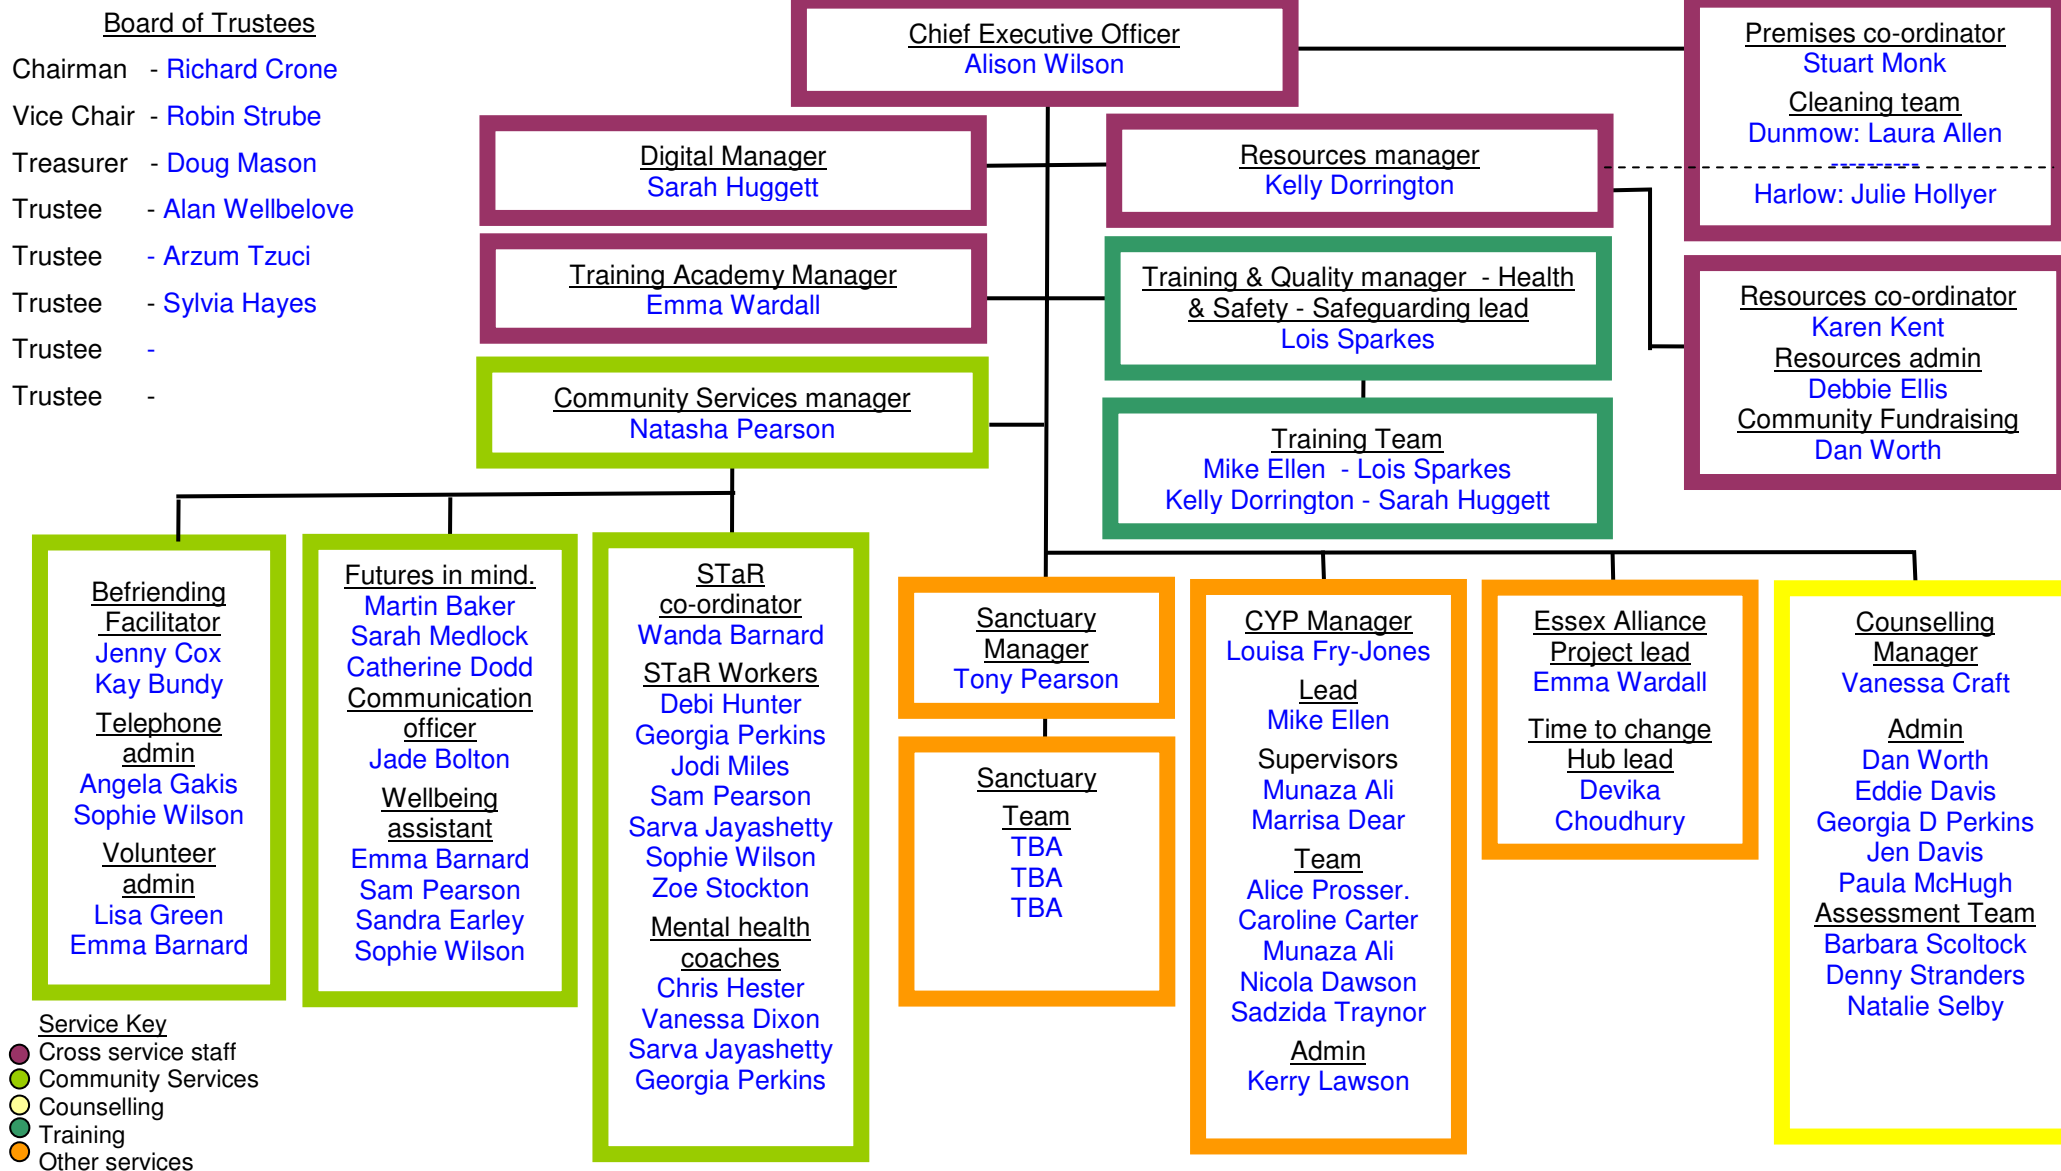 Board of Trustees
Chairman - Richard Crone
Vice Chair - Robin Strube
Treasurer - Doug Mason
Trustee - Alan Wellbelove
Trustee - Arzum Tzuci
Trustee - Sylvia Hayes
Trustee -
Trustee -
Chief Executive Officer
Alison Wilson
Premises co-ordinator
Stuart Monk
Cleaning team
Dunmow: Laura Allen
----------
Harlow: Julie Hollyer
Digital Manager
Sarah Huggett
Resources manager
Kelly Dorrington
Training Academy Manager
Emma Wardall
Training & Quality manager - Health
& Safety - Safeguarding lead
Lois Sparkes
Resources co-ordinator
Karen Kent
Resources admin
Debbie Ellis
Community Fundraising
Dan Worth
Community Services manager
Natasha Pearson
Training Team
Mike Ellen - Lois Sparkes
Kelly Dorrington - Sarah Huggett
Befriending
Facilitator
Jenny Cox
Kay Bundy
Telephone
admin
Angela Gakis
Sophie Wilson
Volunteer
admin
Lisa Green
Emma Barnard
Futures in mind.
Martin Baker
Sarah Medlock
Catherine Dodd
Communication
officer
Jade Bolton
Wellbeing
assistant
Emma Barnard
Sam Pearson
Sandra Earley
Sophie Wilson
STaR
co-ordinator
Wanda Barnard
STaR Workers
Debi Hunter
Georgia Perkins
Jodi Miles
Sam Pearson
Sarva Jayashetty
Sophie Wilson
Zoe Stockton
Mental health
coaches
Chris Hester
Vanessa Dixon
Sarva Jayashetty
Georgia Perkins
Sanctuary
Manager
Tony Pearson
Sanctuary
Team
TBA
TBA
TBA
CYP Manager
Louisa Fry-Jones
Lead
Mike Ellen
Supervisors
Munaza Ali
Marrisa Dear
Team
Alice Prosser.
Caroline Carter
Munaza Ali
Nicola Dawson
Sadzida Traynor
Admin
Kerry Lawson
Essex Alliance
Project lead
Emma Wardall
Time to change
Hub lead
Devika
Choudhury
Counselling
Manager
Vanessa Craft
Admin
Dan Worth
Eddie Davis
Georgia D Perkins
Jen Davis
Paula McHugh
Assessment Team
Barbara Scoltock
Denny Stranders
Natalie Selby
Service Key
Cross service staff
Community Services
Counselling
Training
Other services